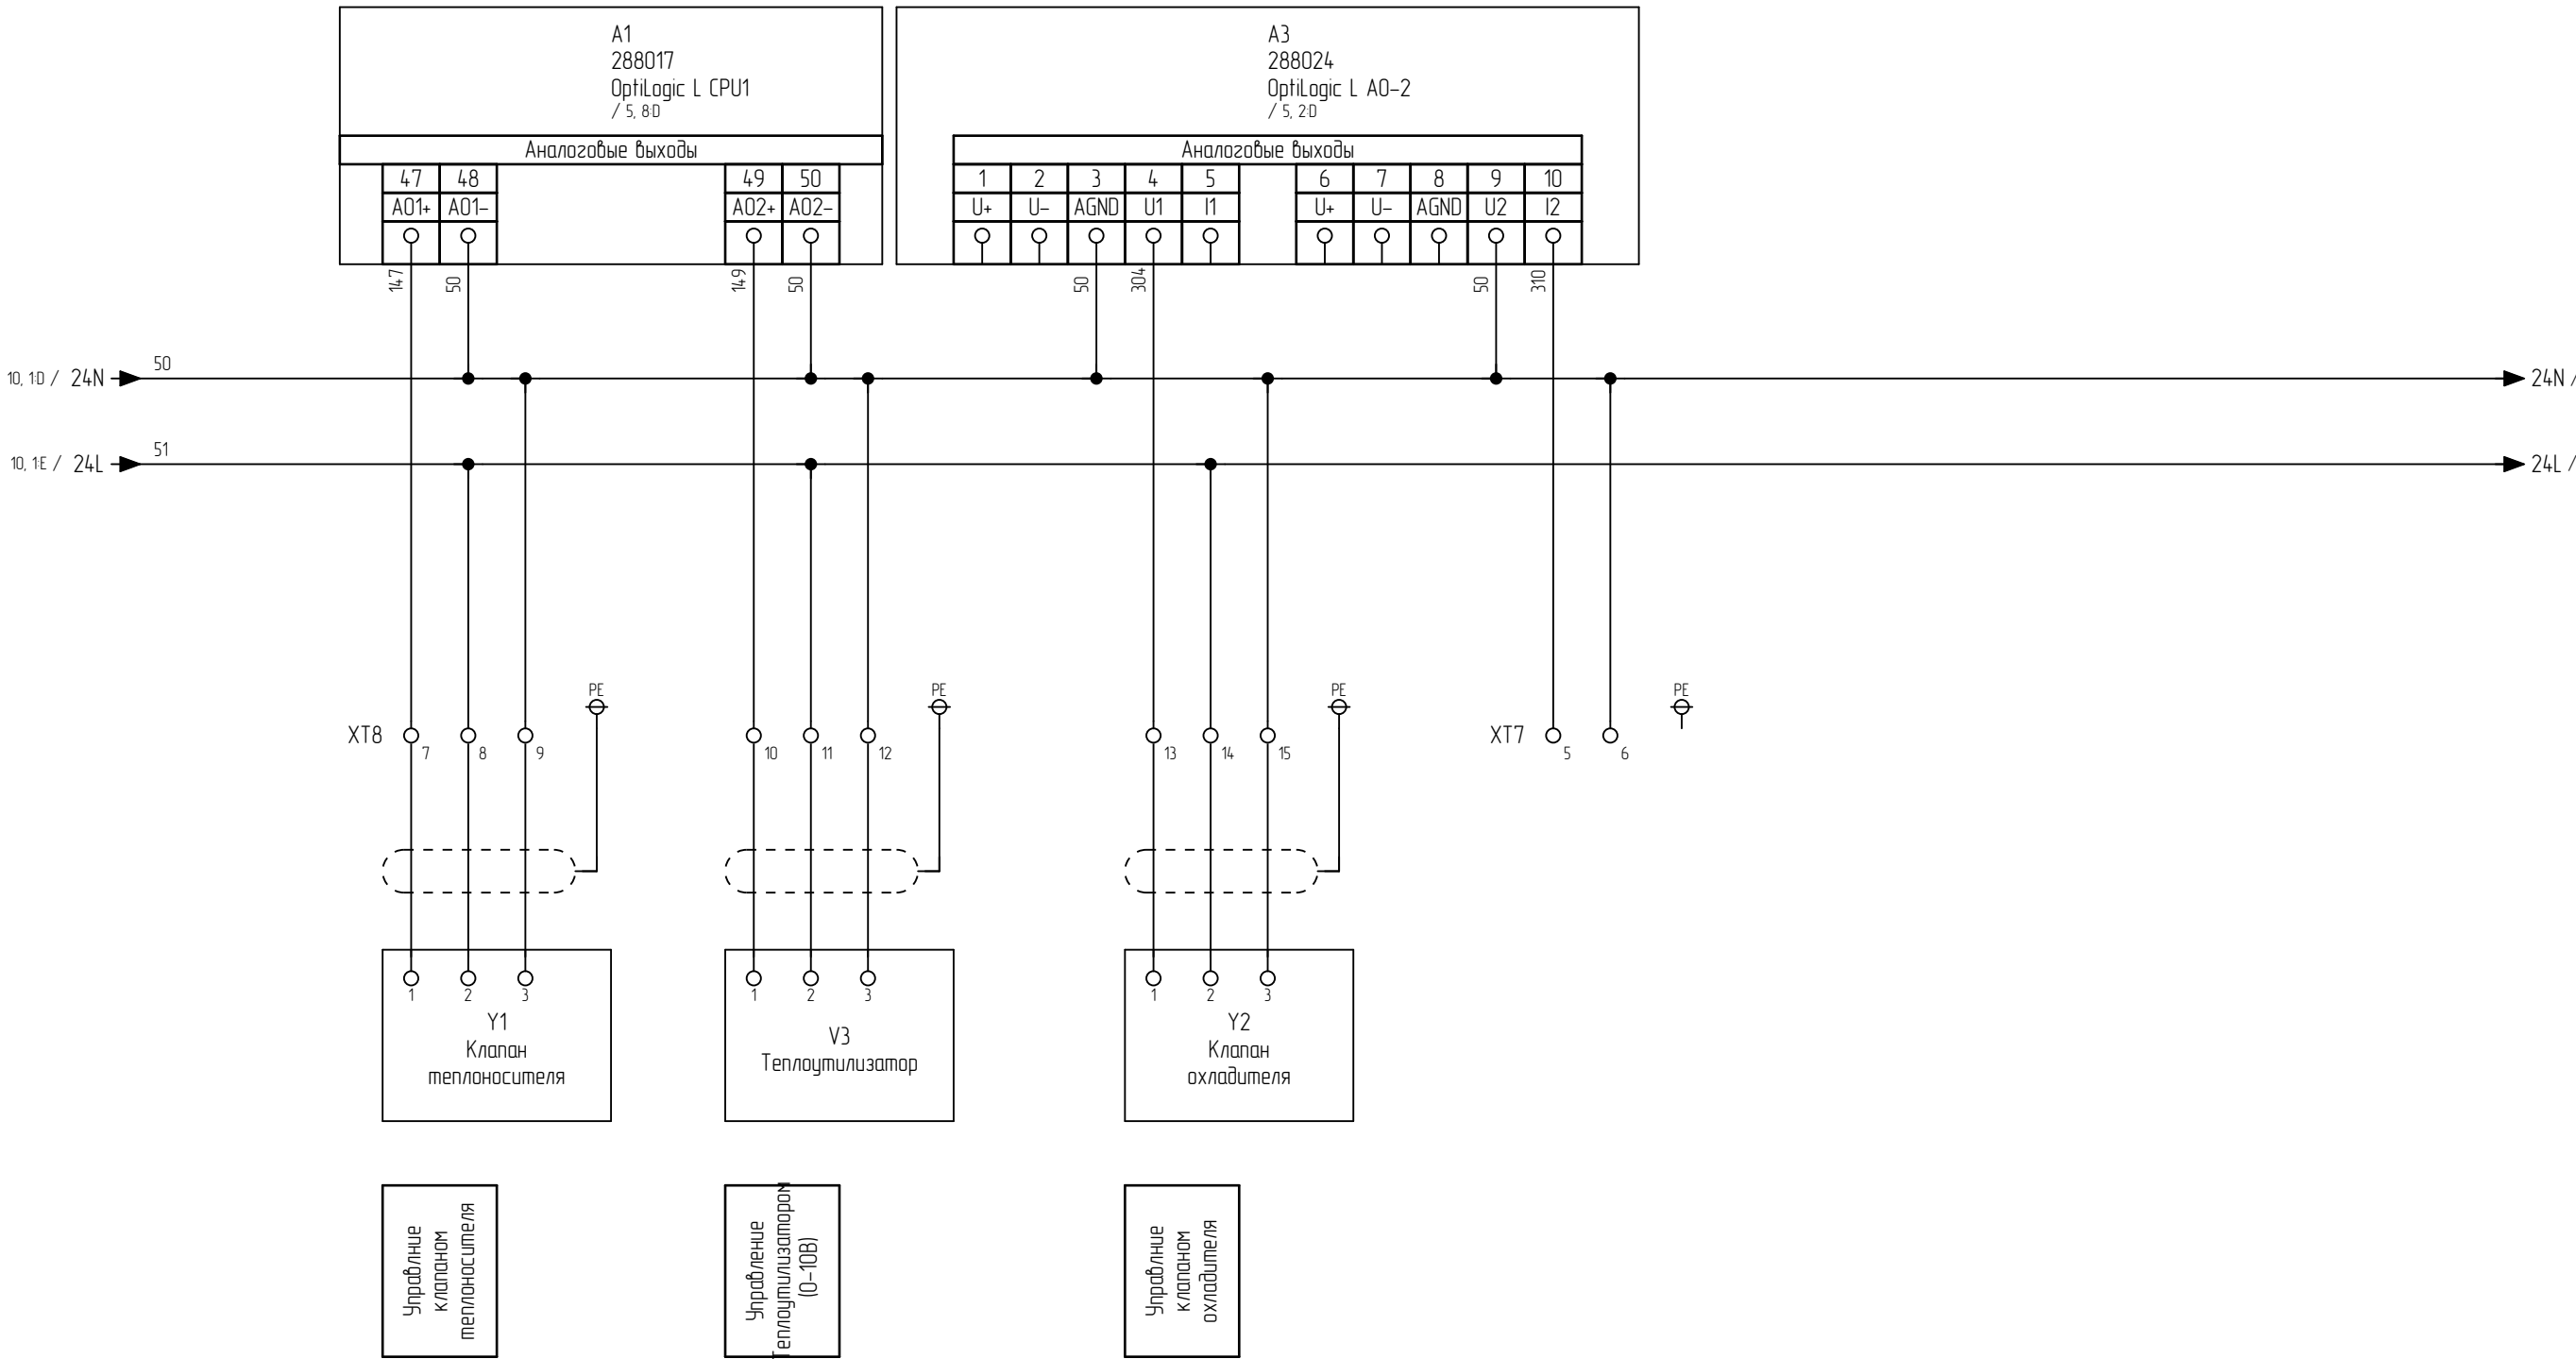 A1
288017
OptiLogic L CPU1
/ 5, 8:D
Аналоговые выходы
47 48 49 50
AO1+ AO1- AO2+ AO2-
A3
288024
OptiLogic L AO-2
/ 5, 2:D
Аналоговые выходы
1 2 3 4 5 6 7 8 9 10
U+ U- AGND U1 I1 U+ U- AGND U2 I2
147 50 149 50 50 304 50 310
10, 1:D / 24N 50 24N /
10, 1:E / 24L 51 24L /
PE PE PE PE
XT8 7 8 9 10 11 12 13 14 15 XT7 5 6
1 2 3
Y1
Клапан
теплоносителя
1 2 3
V3
Теплоутилизатор
1 2 3
Y2
Клапан
охладителя
Управлние
клапаном
теплоносителя
Управление
Теплоутилизатором
(0-10В)
Управлние
клапаном
охладителя